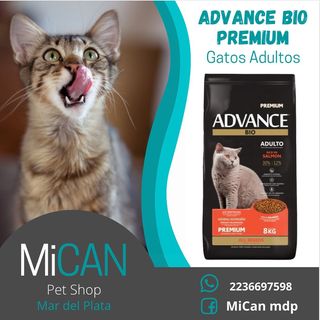 ADVANCE BIO
PREMIUM
Gatos Adultos
PREMIUM
ADVANCE
BIO
ADULTO
SALMÓN
PREMIUM
8KG
MiCAN
Pet Shop
Mar del Plata
2236697598
MiCan mdp